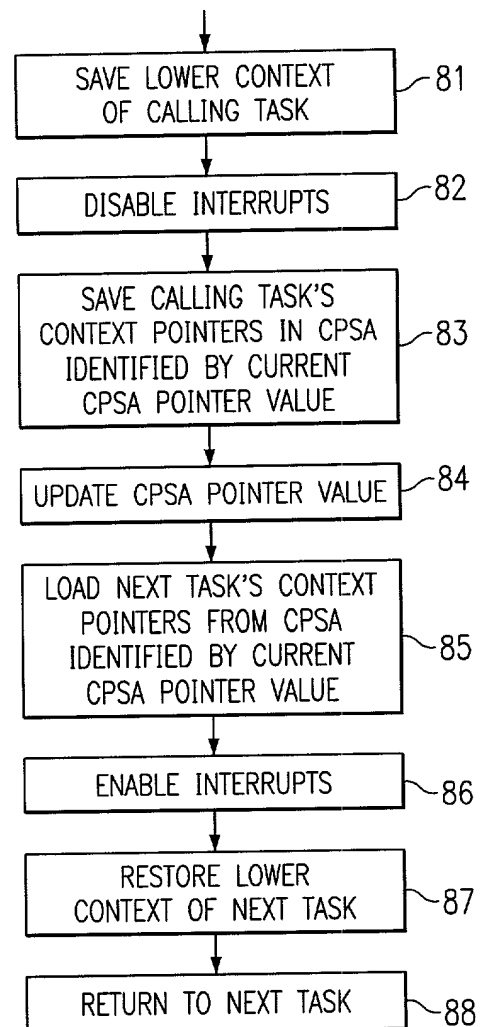 SAVE LOWER CONTEXT
OF CALLING TASK
81
DISABLE INTERRUPTS
82
SAVE CALLING TASK'S
CONTEXT POINTERS IN CPSA
IDENTIFIED BY CURRENT
CPSA POINTER VALUE
83
UPDATE CPSA POINTER VALUE
84
LOAD NEXT TASK'S CONTEXT
POINTERS FROM CPSA
IDENTIFIED BY CURRENT
CPSA POINTER VALUE
85
ENABLE INTERRUPTS
86
RESTORE LOWER
CONTEXT OF NEXT TASK
87
RETURN TO NEXT TASK
88